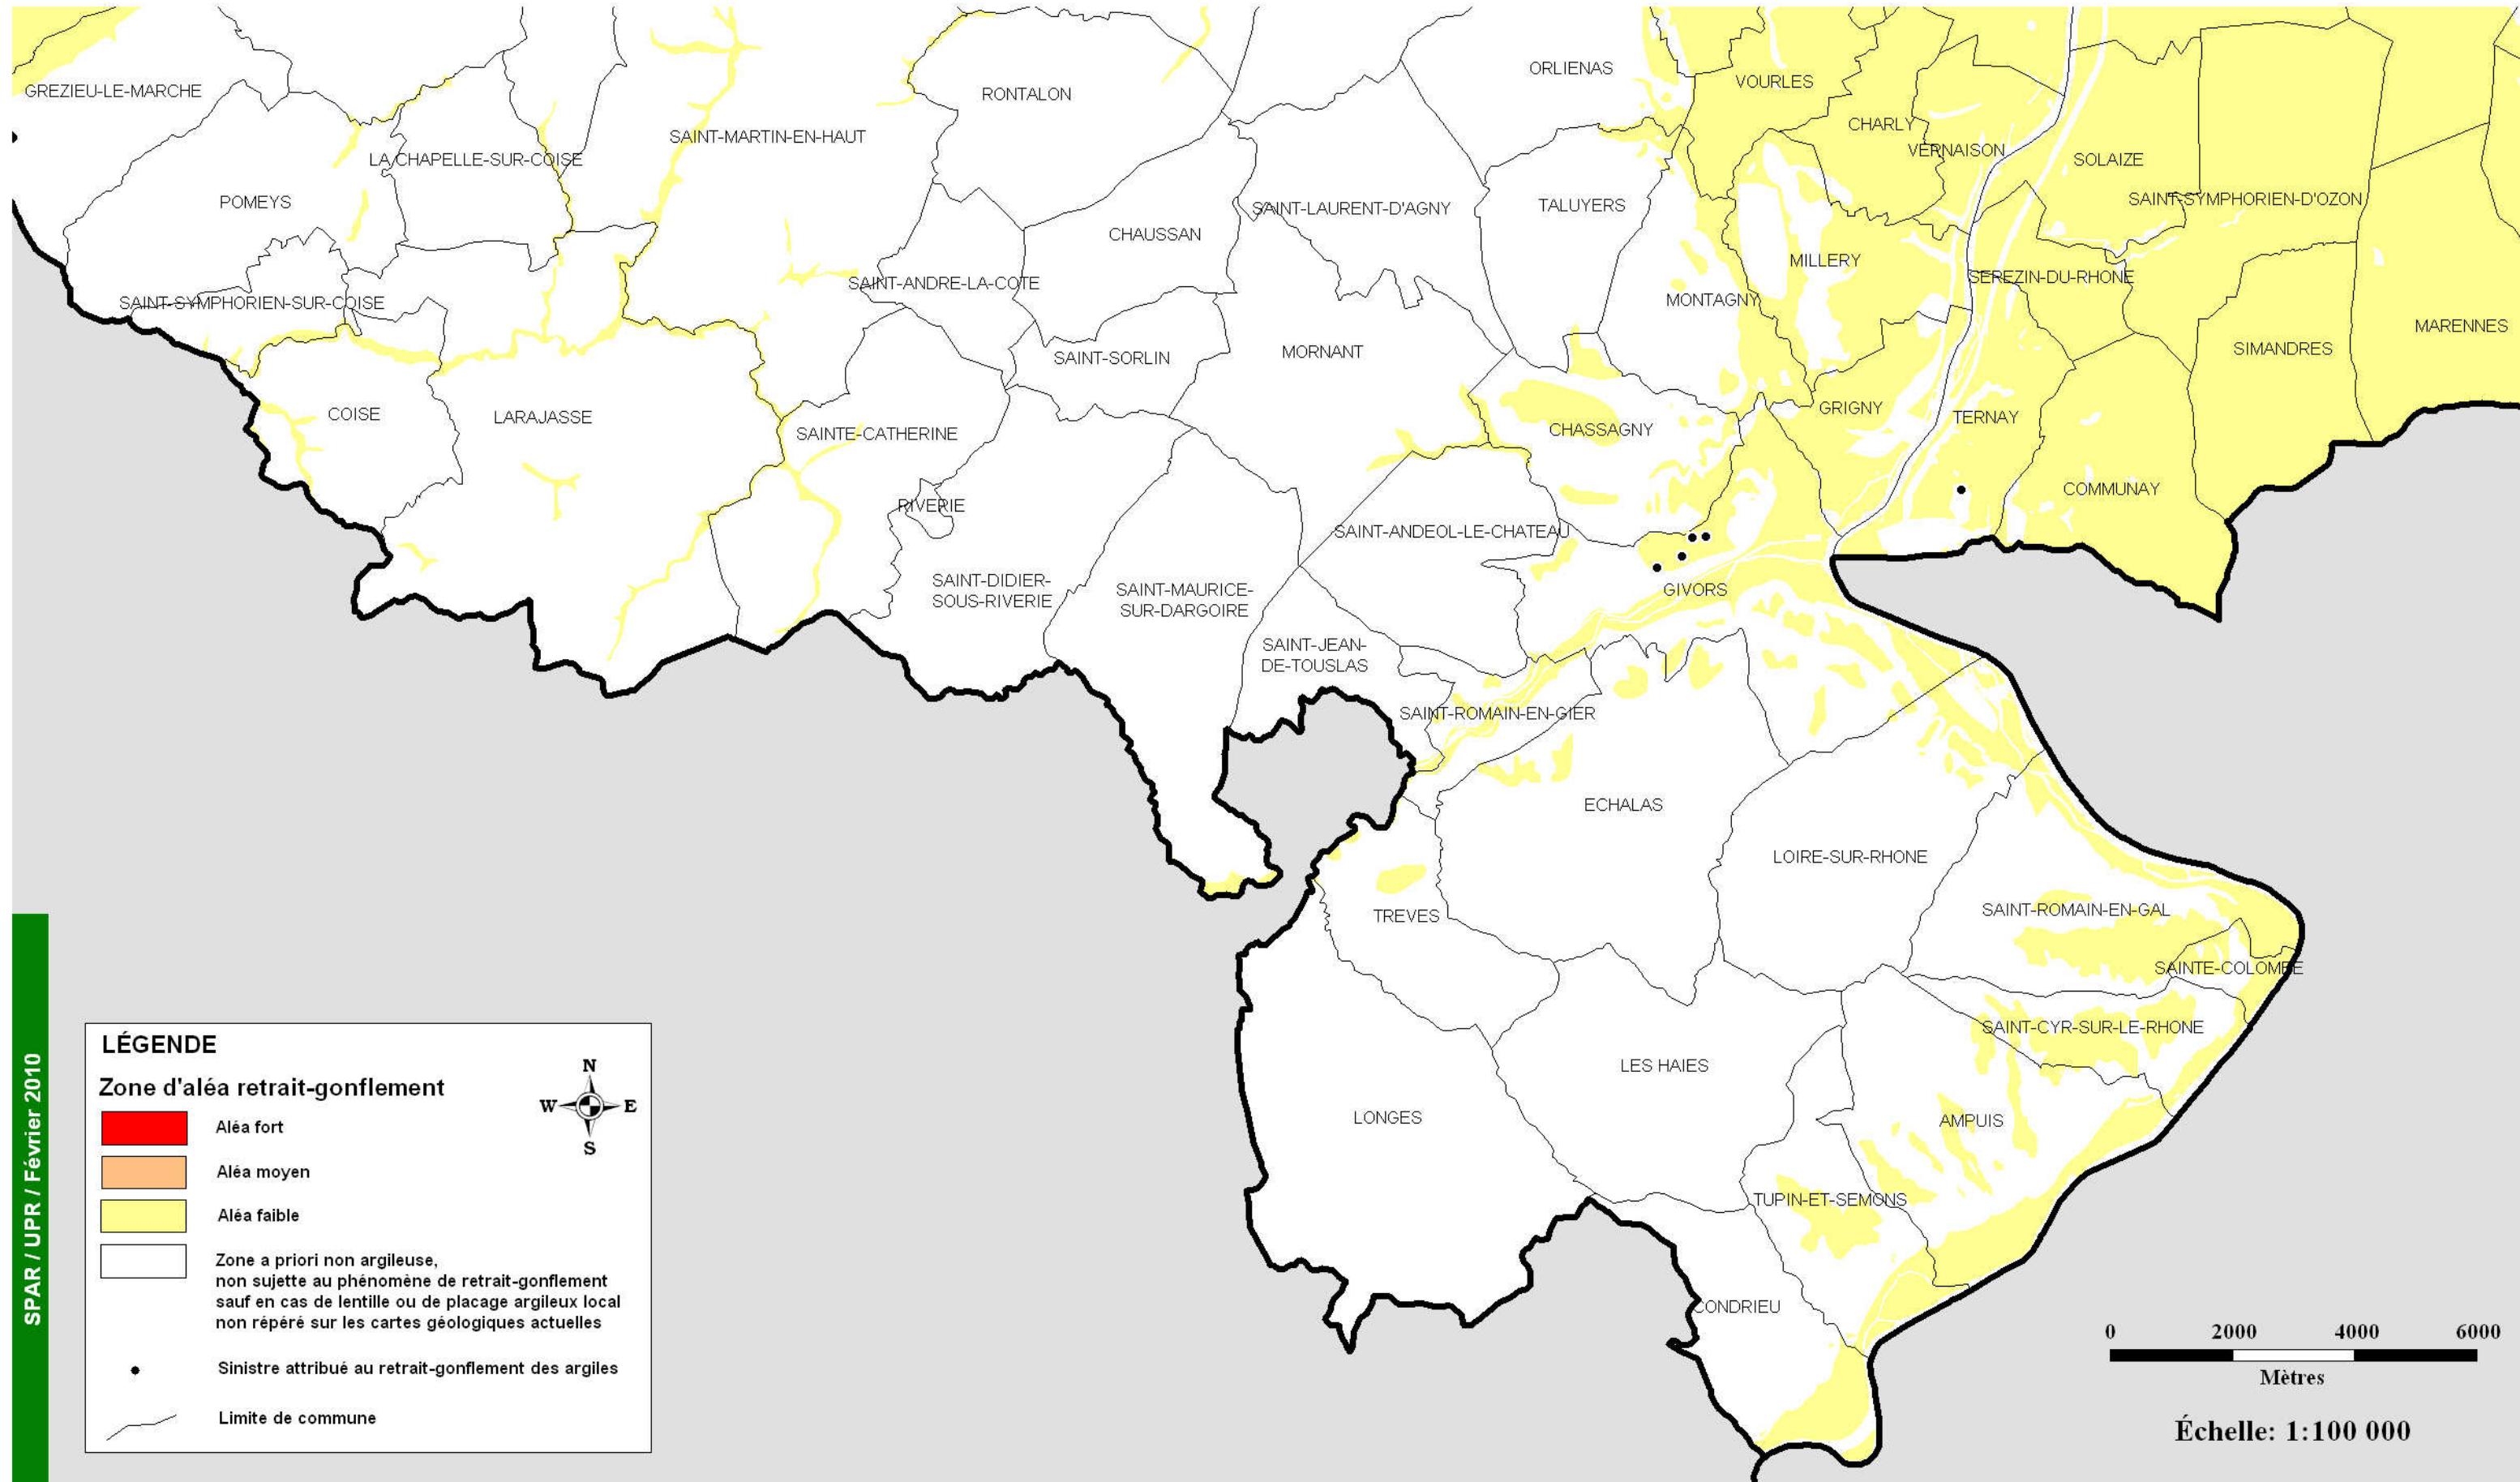 ORLIENAS
VOURLES
GREZIEU-LE-MARCHE
RONTALON
CHARLY
SAINT-MARTIN-EN-HAUT
VERNAISON
LA CHAPELLE-SUR-COISE
SOLAIZE
POMEYS
SAINT-LAURENT-D'AGNY
TALUYERS
SAINT-SYMPHORIEN-D'OZON
CHAUSSAN
MILLERY
SAINT-ANDRE-LA-COTE
SEREZIN-DU-RHONE
SAINT-SYMPHORIEN-SUR-COISE
MONTAGNY
MARENNES
SAINT-SORLIN
MORNANT
SIMANDRES
COISE
LARAJASSE
GRIGNY
TERNAY
SAINTE-CATHERINE
CHASSAGNY
COMMUNAY
RIVERIE
SAINT-ANDEOL-LE-CHATEAU
SAINT-DIDIER-
SOUS-RIVERIE
SAINT-MAURICE-
SUR-DARGOIRE
GIVORS
SAINT-JEAN-
DE-TOUSLAS
SAINT-ROMAIN-EN-GIER
ECHALAS
LOIRE-SUR-RHONE
TREVES
SAINT-ROMAIN-EN-GAL
SAINTE-COLOMBE
SAINT-CYR-SUR-LE-RHONE
LES HAIES
LONGES
AMPUIS
TUPIN-ET-SEMONS
CONDRIEU
SPAR / UPR / Février 2010
LÉGENDE
Zone d'aléa retrait-gonflement
N
W E
S
Aléa fort
Aléa moyen
Aléa faible
Zone a priori non argileuse,
non sujette au phénomène de retrait-gonflement
sauf en cas de lentille ou de placage argileux local
non répéré sur les cartes géologiques actuelles
Sinistre attribué au retrait-gonflement des argiles
Limite de commune
0 2000 4000 6000
Mètres
Échelle: 1:100 000